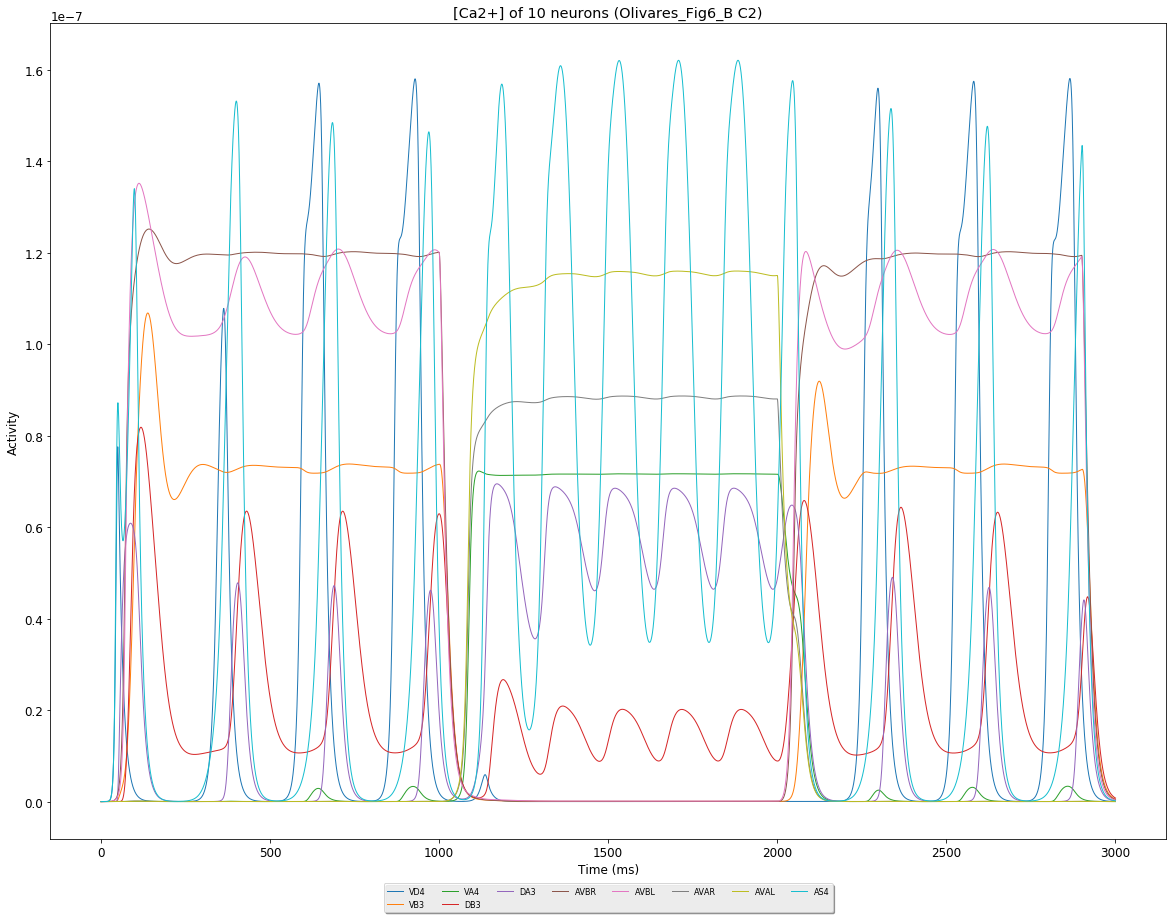 [Ca2+] of 10 neurons (Olivares_Fig6_B C2)
1e−7
1.6
1.4
1.2
1.0
0.8
0.6
0.4
0.2
0.0
Activity
0 500 1000 1500 2000 2500 3000
Time (ms)
VD4 VA4 DA3 AVBR AVBL AVAR AVAL AS4
VB3 DB3